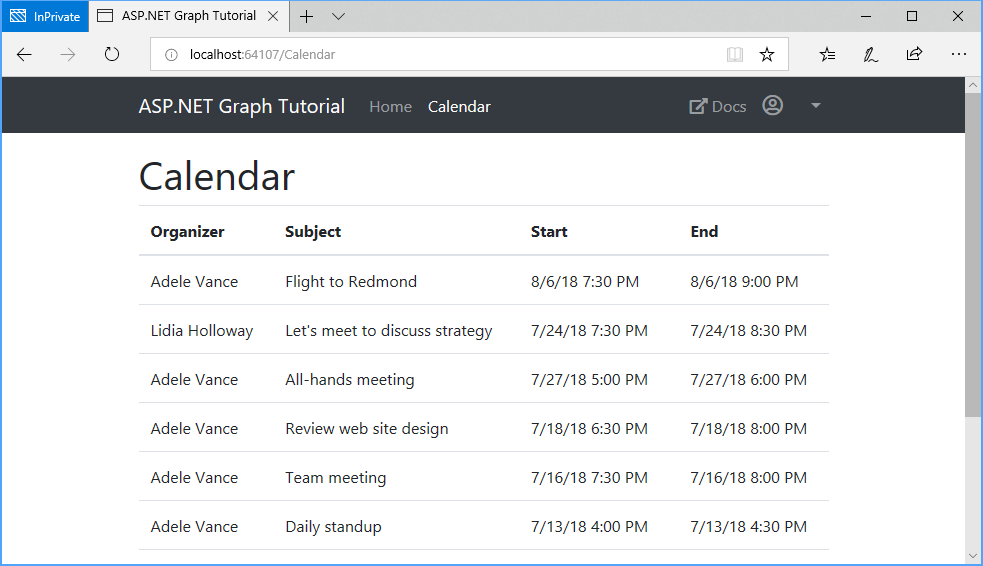 InPrivate ASP.NET Graph Tutorial
localhost:64107/Calendar
ASP.NET Graph Tutorial Home Calendar Docs
Calendar
Organizer Subject Start End
Adele Vance Flight to Redmond 8/6/18 7:30 PM 8/6/18 9:00 PM
Lidia Holloway Let's meet to discuss strategy 7/24/18 7:30 PM 7/24/18 8:30 PM
Adele Vance All-hands meeting 7/27/18 5:00 PM 7/27/18 6:00 PM
Adele Vance Review web site design 7/18/18 6:30 PM 7/18/18 8:00 PM
Adele Vance Team meeting 7/16/18 7:30 PM 7/16/18 8:00 PM
Adele Vance Daily standup 7/13/18 4:00 PM 7/13/18 4:30 PM